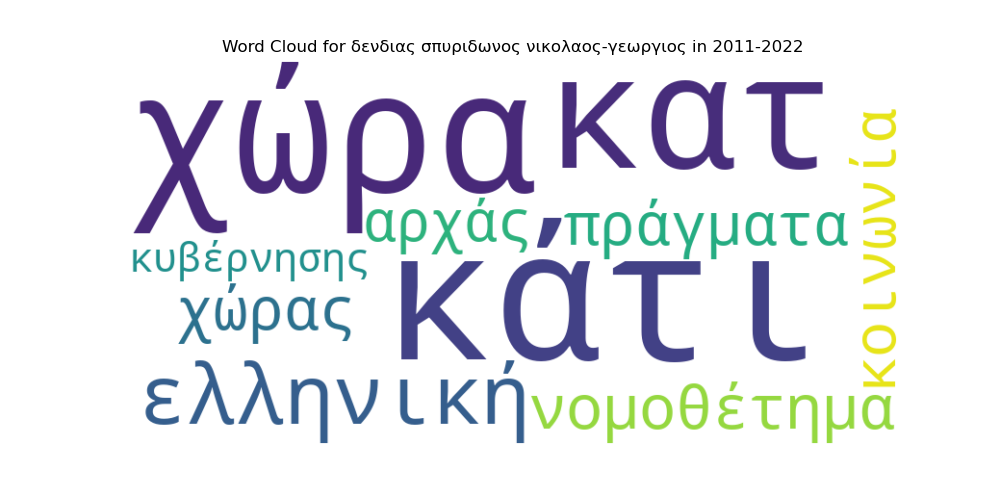 Word Cloud for δενδιας σπυριδωνος νικολαος-γεωργιος in 2011-2022
χώρα
κατ
κοινωνία
αρχάς
πράγματα
κυβέρνησης
κάτι
χώρας
ελληνική
νομοθέτημα